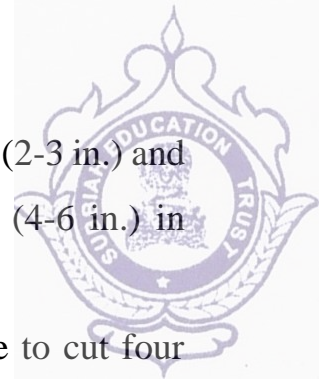 (2-3 in.) and
(4-6 in.) in
EDUCATION TRUST
e to cut four